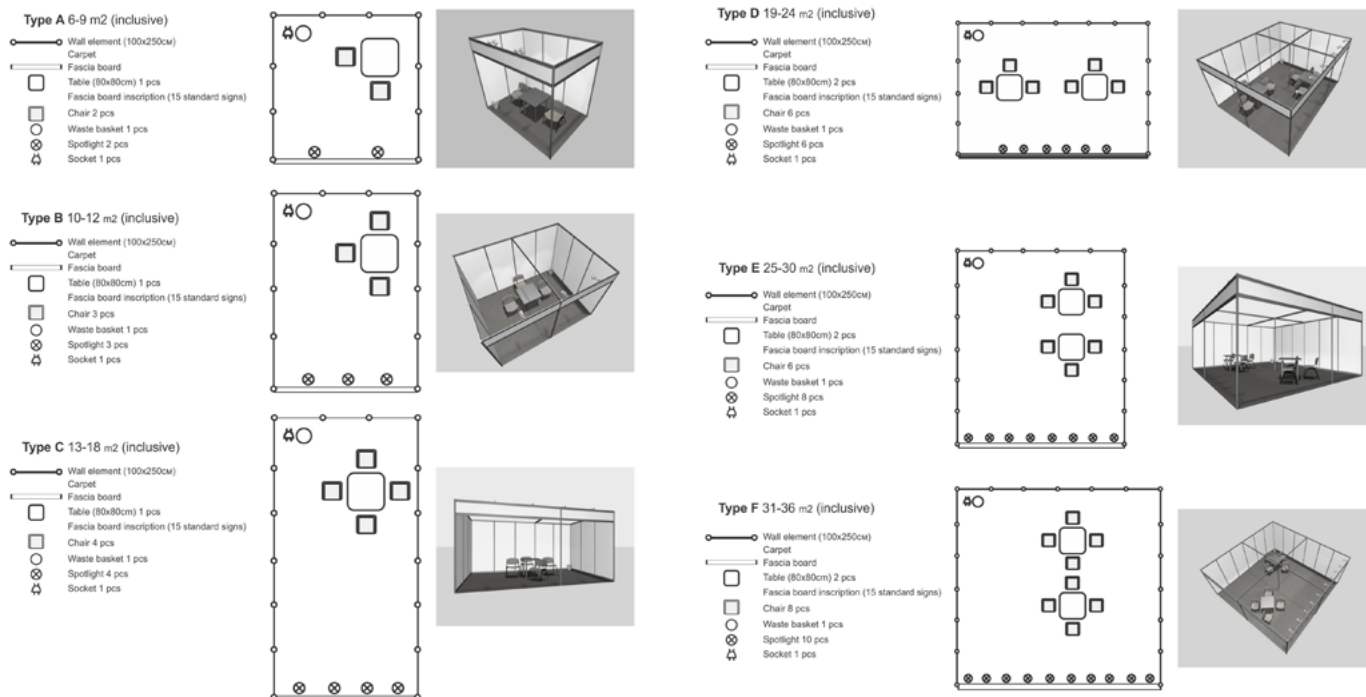 Type A 6-9 m2 (inclusive)
Wall element (100x250см)
Carpet
Fascia board
Table (80x80cm) 1 pcs
Fascia board inscription (15 standard signs)
Chair 2 pcs
Waste basket 1 pcs
Spotlight 2 pcs
Socket 1 pcs
Type B 10-12 m2 (inclusive)
Wall element (100x250см)
Carpet
Fascia board
Table (80x80cm) 1 pcs
Fascia board inscription (15 standard signs)
Chair 3 pcs
Waste basket 1 pcs
Spotlight 3 pcs
Socket 1 pcs
Type C 13-18 m2 (inclusive)
Wall element (100x250см)
Carpet
Fascia board
Table (80x80cm) 1 pcs
Fascia board inscription (15 standard signs)
Chair 4 pcs
Waste basket 1 pcs
Spotlight 4 pcs
Socket 1 pcs
Type D 19-24 m2 (inclusive)
Wall element (100x250см)
Carpet
Fascia board
Table (80x80cm) 2 pcs
Fascia board inscription (15 standard signs)
Chair 6 pcs
Waste basket 1 pcs
Spotlight 6 pcs
Socket 1 pcs
Type E 25-30 m2 (inclusive)
Wall element (100x250см)
Carpet
Fascia board
Table (80x80cm) 2 pcs
Fascia board inscription (15 standard signs)
Chair 6 pcs
Waste basket 1 pcs
Spotlight 8 pcs
Socket 1 pcs
Type F 31-36 m2 (inclusive)
Wall element (100x250см)
Carpet
Fascia board
Table (80x80cm) 2 pcs
Fascia board inscription (15 standard signs)
Chair 8 pcs
Waste basket 1 pcs
Spotlight 10 pcs
Socket 1 pcs